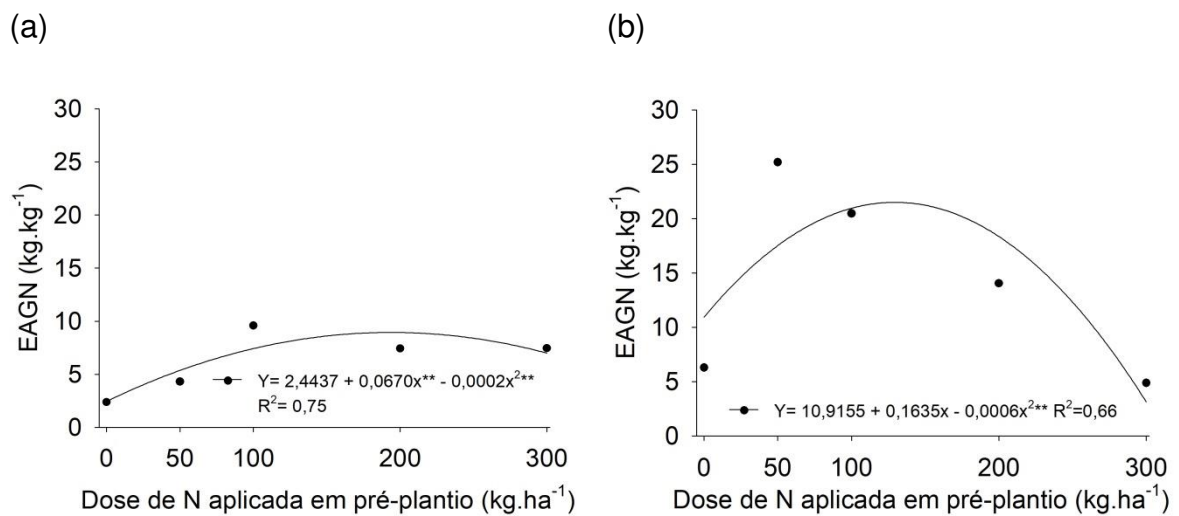 (a)
(b)
30
25
20
15
10
5
0
EAGN (kg.kg⁻¹)
Y= 2,4437 + 0,0670x** - 0,0002x²**
R²= 0,75
0 50 100 200 300
Dose de N aplicada em pré-plantio (kg.ha⁻¹)
30
25
20
15
10
5
0
EAGN (kg.kg⁻¹)
Y= 10,9155 + 0,1635x - 0,0006x²** R²=0,66
0 50 100 200 300
Dose de N aplicada em pré-plantio (kg.ha⁻¹)